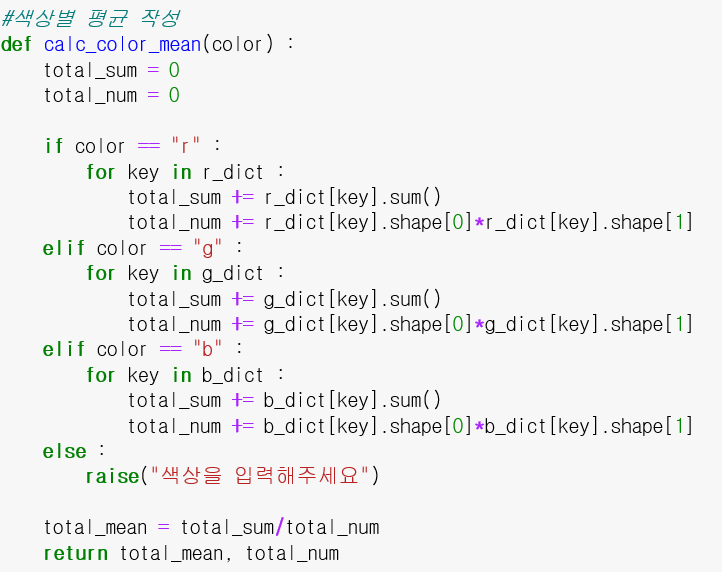 #색상별 평균 작성
def calc_color_mean(color) :
    total_sum = 0
    total_num = 0

    if color == "r" :
        for key in r_dict :
            total_sum += r_dict[key].sum()
            total_num += r_dict[key].shape[0]*r_dict[key].shape[1]
    elif color == "g" :
        for key in g_dict :
            total_sum += g_dict[key].sum()
            total_num += g_dict[key].shape[0]*g_dict[key].shape[1]
    elif color == "b" :
        for key in b_dict :
            total_sum += b_dict[key].sum()
            total_num += b_dict[key].shape[0]*b_dict[key].shape[1]
    else :
        raise("색상을 입력해주세요")

    total_mean = total_sum/total_num
    return total_mean, total_num